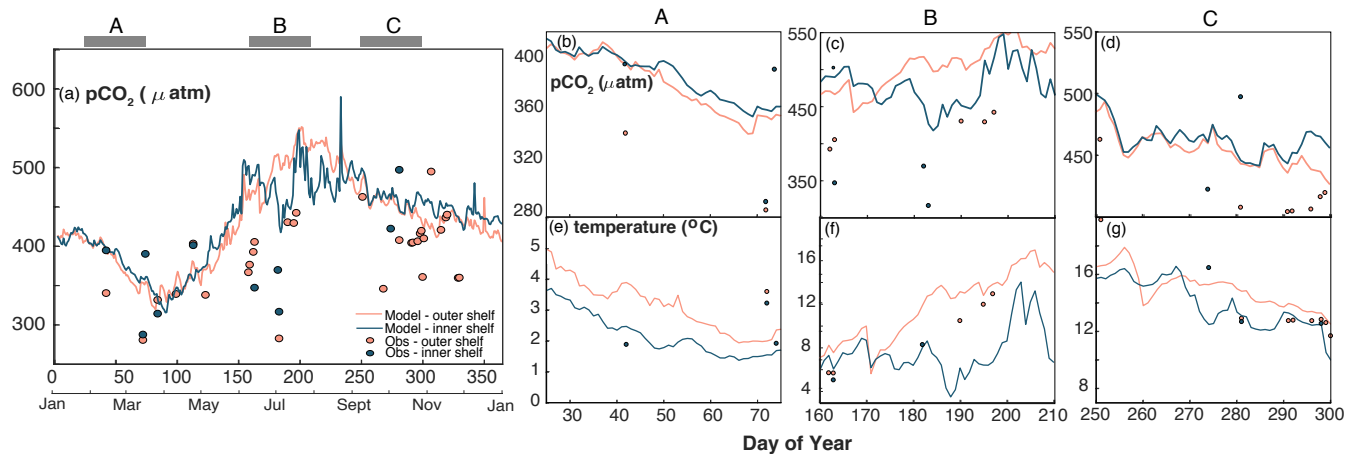 A B C
(a) pCO2 ( μ atm)
600
500
400
300
Model - outer shelf
Model - inner shelf
Obs - outer shelf
Obs - inner shelf
0 50 100 150 200 250 300 350
Jan Mar May Jul Sept Nov Jan
A B C
(b)
pCO2 (μatm)
400
360
320
280
(c)
550
450
350
(d)
550
500
450
(e) temperature (ºC)
5
4
3
2
1
0
30 40 50 60 70
(f)
16
12
8
4
160 170 180 190 200 210
(g)
20
16
12
8
250 260 270 280 290 300
Day of Year